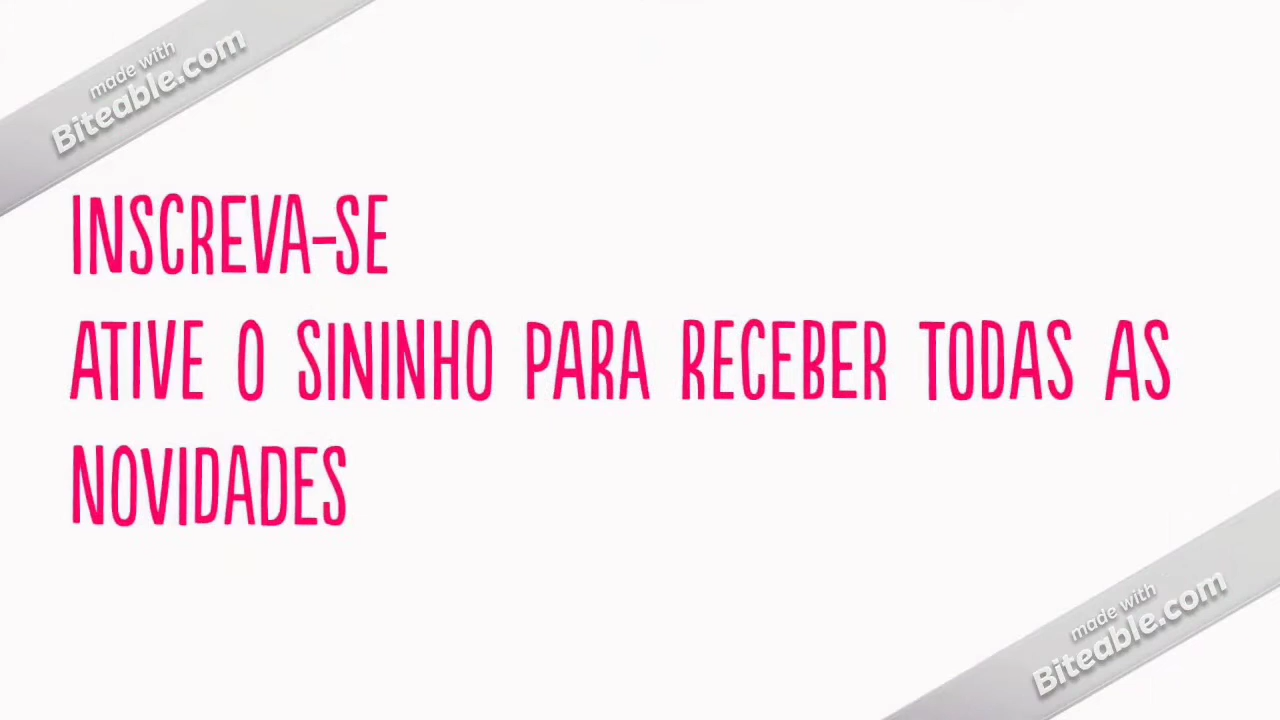 made with
Biteable.com
INSCREVA-SE
ATIVE O SININHO PARA RECEBER TODAS AS
NOVIDADES
made with
Biteable.com